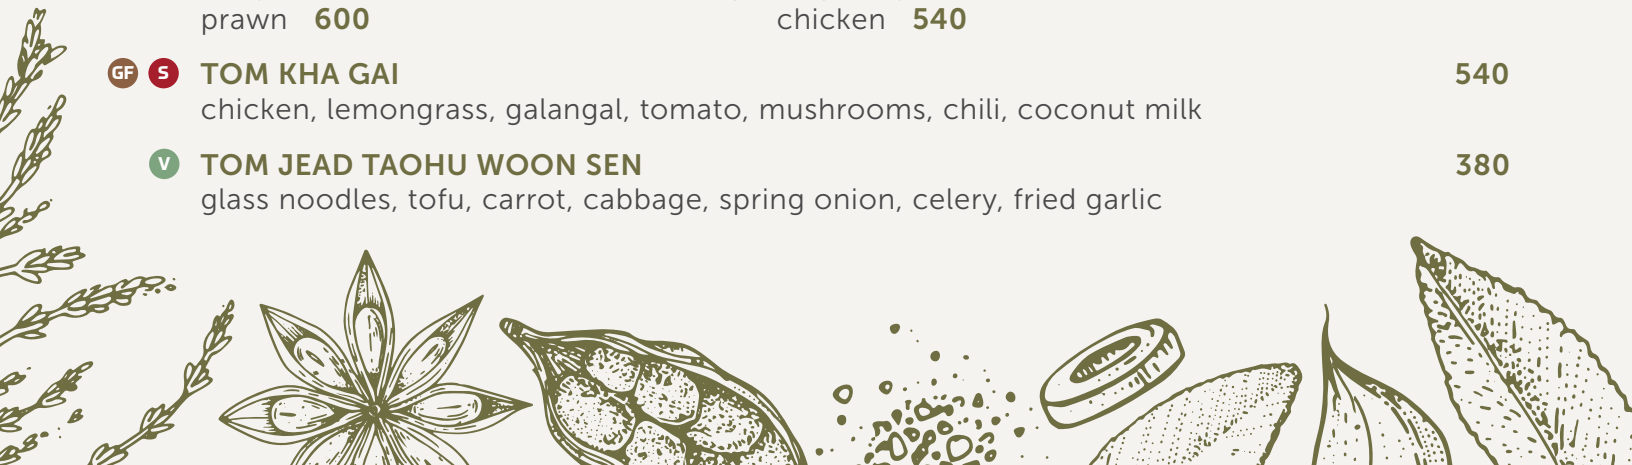 prawn 600 chicken 540
GF S TOM KHA GAI 540
chicken, lemongrass, galangal, tomato, mushrooms, chili, coconut milk
V TOM JEAD TAOHU WOON SEN 380
glass noodles, tofu, carrot, cabbage, spring onion, celery, fried garlic